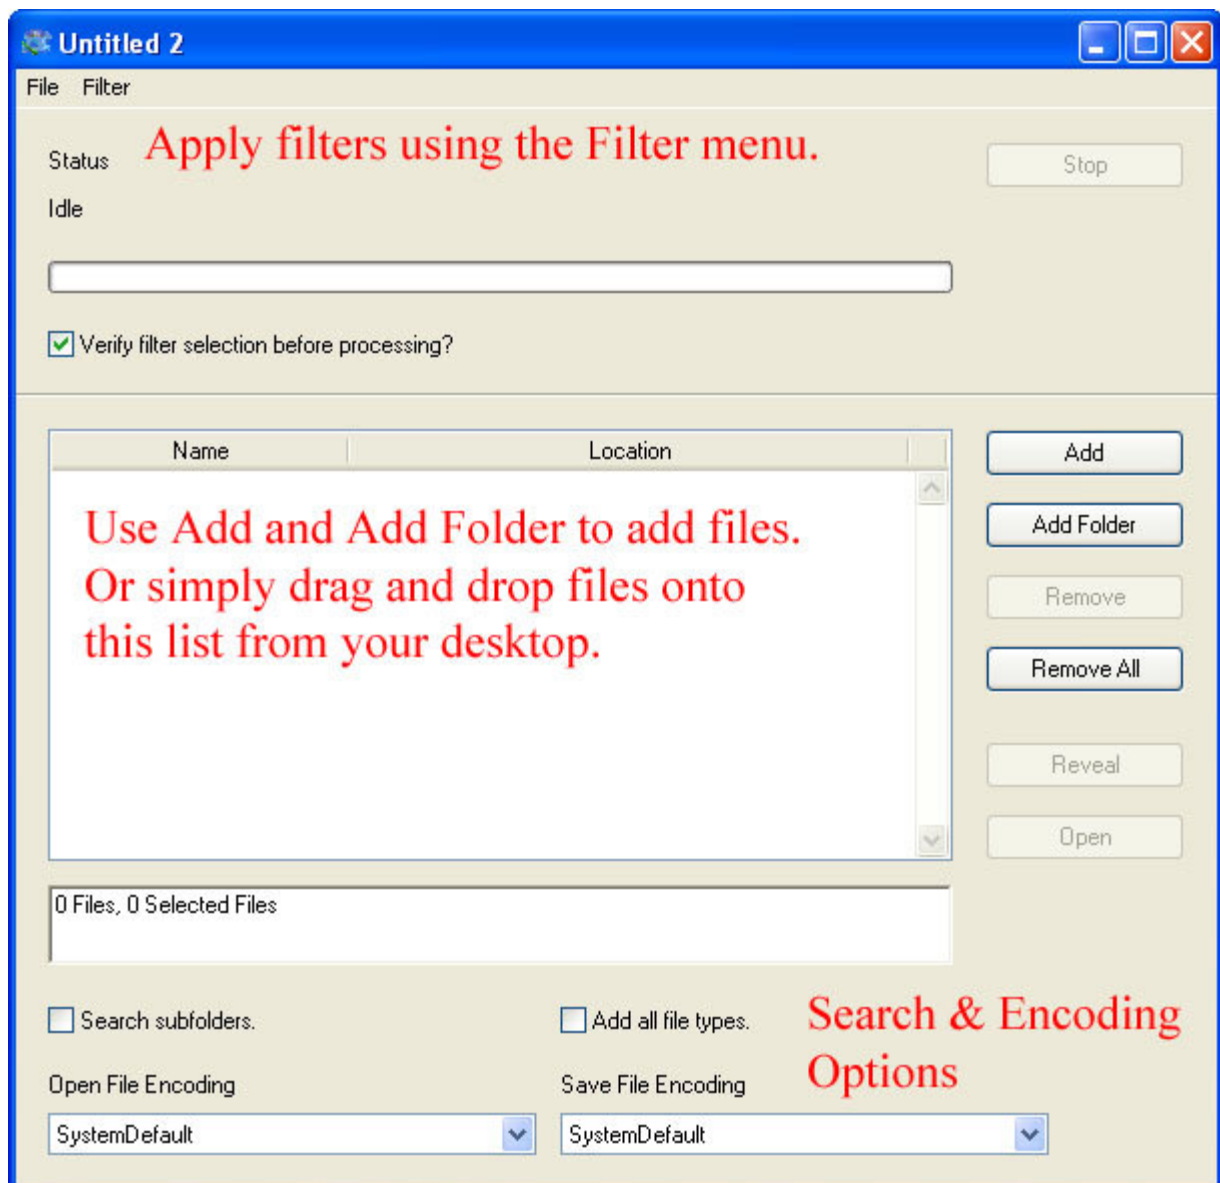 Untitled 2
File Filter
Apply filters using the Filter menu.
Status
Stop
Idle
Verify filter selection before processing?
Name Location
Add
Use Add and Add Folder to add files.
Add Folder
Or simply drag and drop files onto
Remove
this list from your desktop.
Remove All
Reveal
Open
0 Files, 0 Selected Files
Search subfolders. Add all file types.
Search & Encoding
Options
Open File Encoding Save File Encoding
SystemDefault SystemDefault